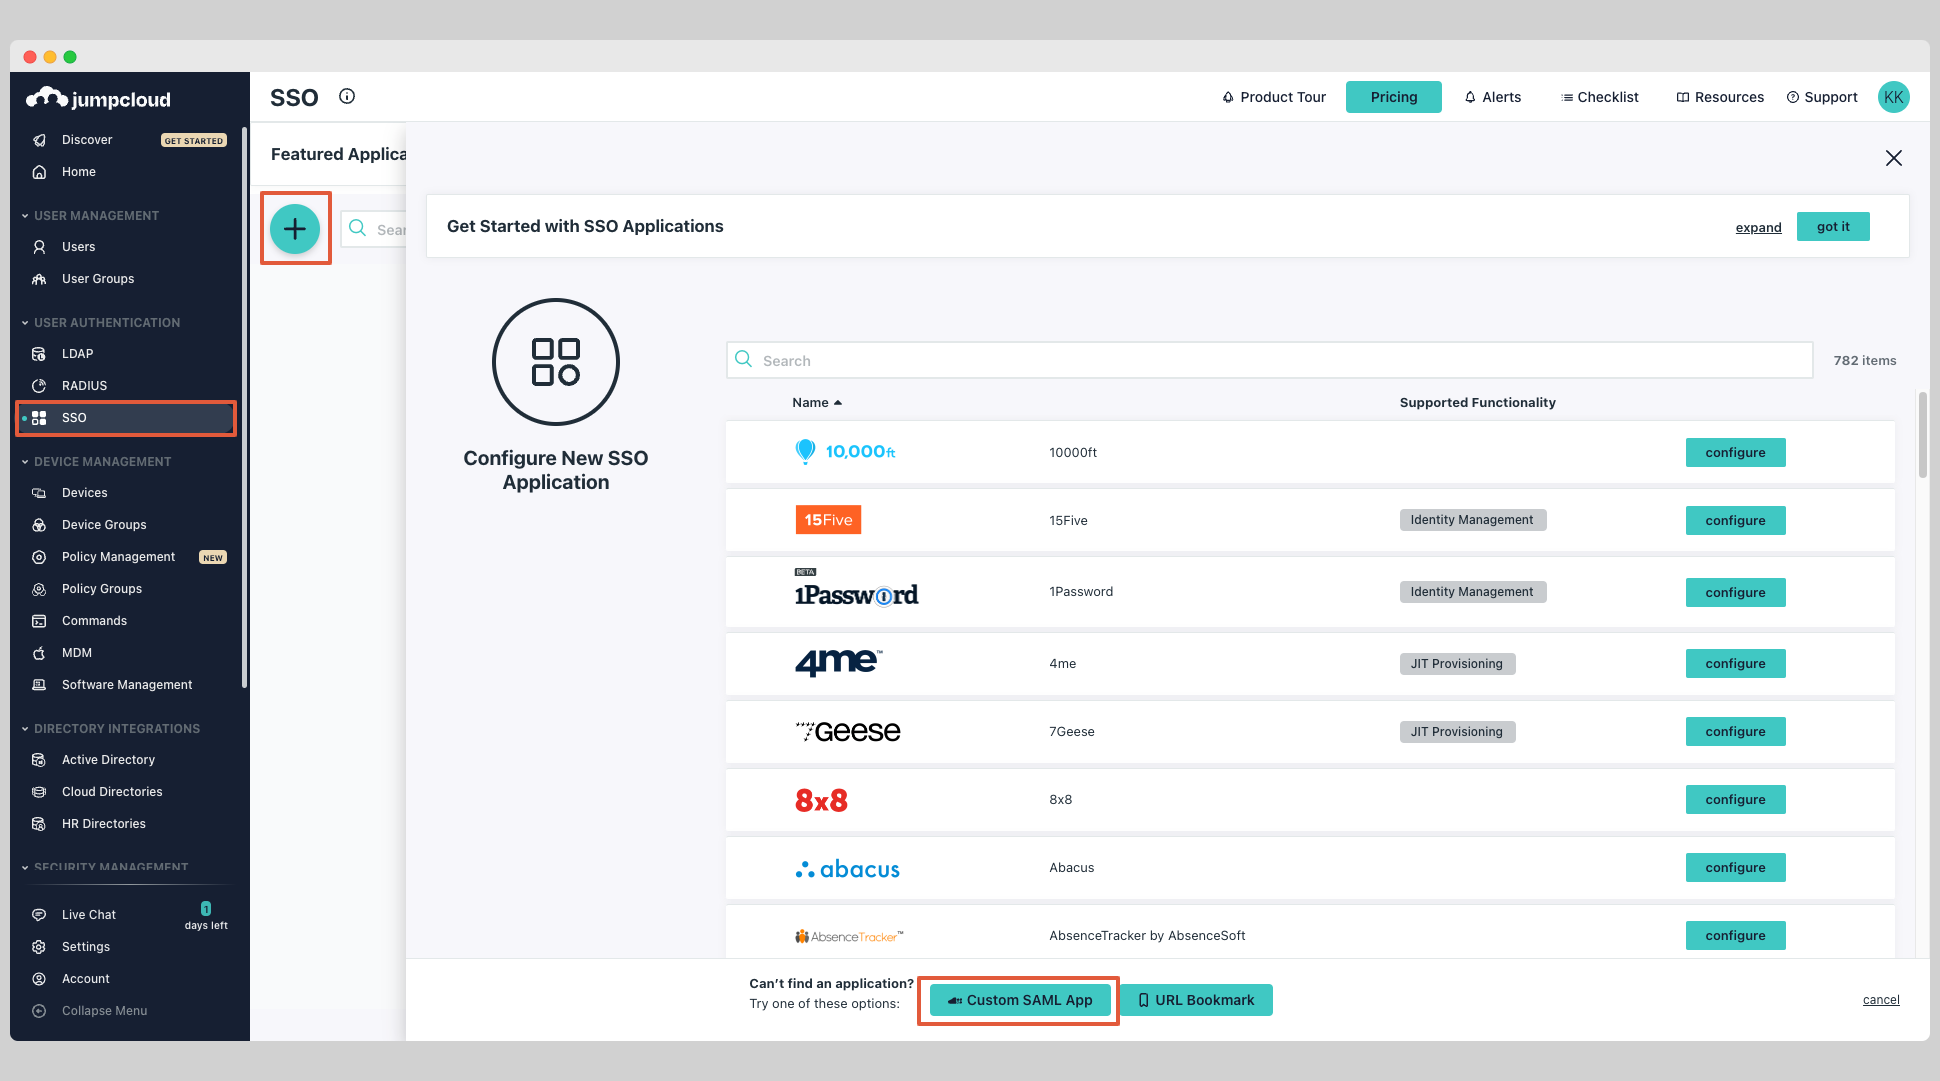 jumpcloud
Discover GET STARTED
Home
USER MANAGEMENT
Users
User Groups
USER AUTHENTICATION
LDAP
RADIUS
SSO
DEVICE MANAGEMENT
Devices
Device Groups
Policy Management NEW
Policy Groups
Commands
MDM
Software Management
DIRECTORY INTEGRATIONS
Active Directory
Cloud Directories
HR Directories
SECURITY MANAGEMENT
Live Chat 1 days left
Settings
Account
Collapse Menu
SSO
Product Tour Pricing Alerts Checklist Resources Support KK
Featured Applica
Sear
Get Started with SSO Applications expand got it
Configure New SSO
Application
Search 782 items
Name Supported Functionality
10,000ft 10000ft configure
15Five 15Five Identity Management configure
BETA
1Password 1Password Identity Management configure
4me™ 4me JIT Provisioning configure
7Geese 7Geese JIT Provisioning configure
8x8 8x8 configure
abacus Abacus configure
AbsenceTracker™ AbsenceTracker by AbsenceSoft configure
Can't find an application?
Try one of these options:
Custom SAML App URL Bookmark cancel